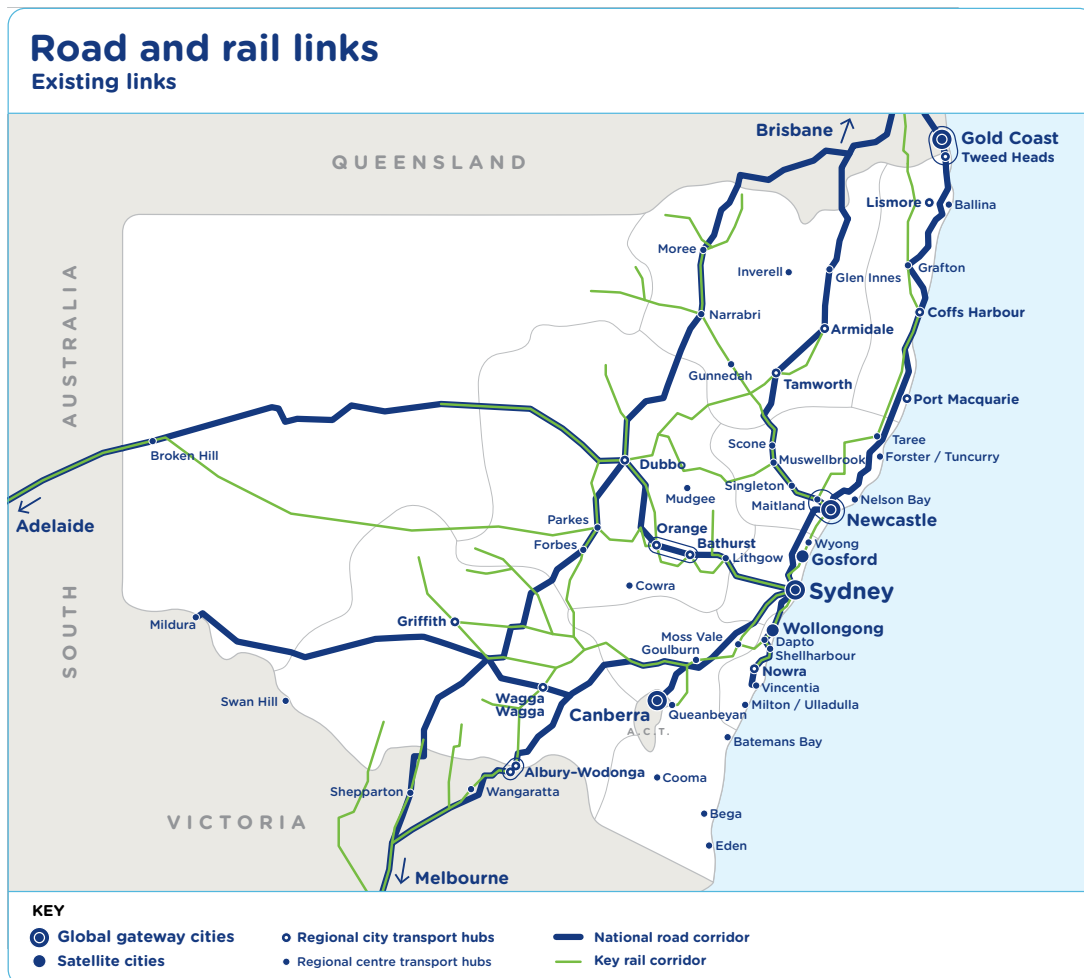 Road and rail links
Existing links
Brisbane
Gold Coast
Tweed Heads
QUEENSLAND
Lismore
Ballina
Moree
Inverell
Glen Innes
Grafton
AUSTRALIA
Narrabri
Coffs Harbour
Armidale
Gunnedah
Tamworth
Port Macquarie
Broken Hill
Scone
Taree
Muswellbrook
Forster / Tuncurry
Dubbo
Singleton
Mudgee
Maitland
Nelson Bay
Adelaide
Newcastle
Parkes
Orange
Forbes
Bathurst
Wyong
Lithgow
Gosford
Cowra
Sydney
SOUTH
Mildura
Griffith
Wollongong
Moss Vale
Dapto
Goulburn
Shellharbour
Nowra
Swan Hill
Wagga
Wagga
Vincentia
Canberra
Queanbeyan
Milton / Ulladulla
A.C.T.
Batemans Bay
Albury–Wodonga
Cooma
Shepparton
Wangaratta
VICTORIA
Bega
Eden
Melbourne
KEY
Global gateway cities
Regional city transport hubs
National road corridor
Satellite cities
Regional centre transport hubs
Key rail corridor